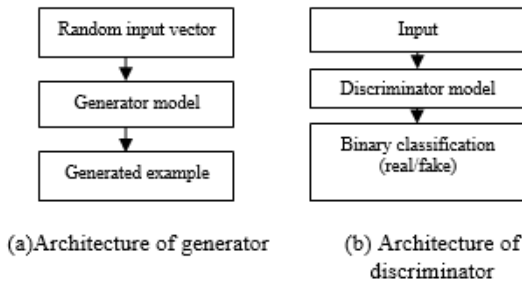 Random input vector
Generator model
Generated example
(a)Architecture of generator
Input
Discriminator model
Binary classification
(real/fake)
(b) Architecture of
discriminator